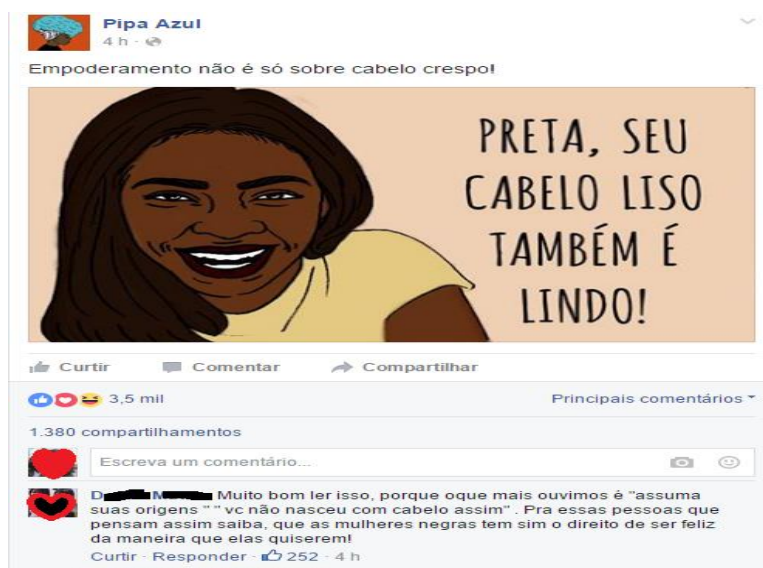 Pipa Azul
4 h ·
Empoderamento não é só sobre cabelo crespo!
PRETA, SEU
CABELO LISO
TAMBÉM É
LINDO!
Curtir Comentar Compartilhar
3,5 mil Principais comentários
1.380 compartilhamentos
Escreva um comentário...
D M Muito bom ler isso, porque oque mais ouvimos é "assuma
suas origens " " vc não nasceu com cabelo assim" . Pra essas pessoas que
pensam assim saiba, que as mulheres negras tem sim o direito de ser feliz
da maneira que elas quiserem!
Curtir · Responder · 252 · 4 h